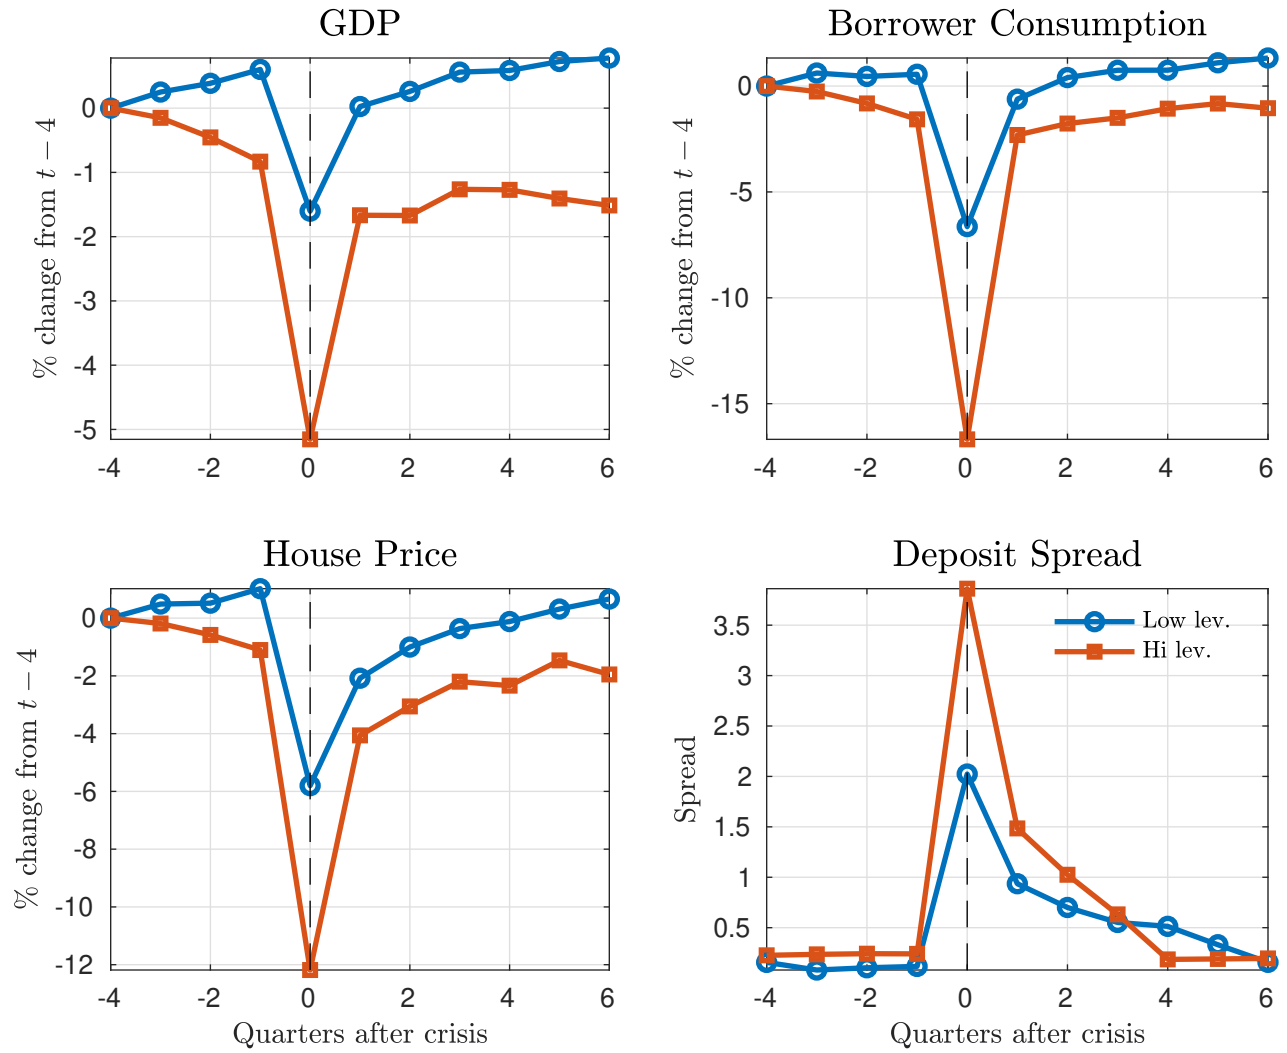 GDP
% change from t − 4
0
-1
-2
-3
-4
-5
-4 -2 0 2 4 6
Borrower Consumption
% change from t − 4
0
-5
-10
-15
-4 -2 0 2 4 6
House Price
% change from t − 4
0
-2
-4
-6
-8
-10
-12
-4 -2 0 2 4 6
Quarters after crisis
Deposit Spread
Spread
3.5
3
2.5
2
1.5
1
0.5
Low lev.
Hi lev.
-4 -2 0 2 4 6
Quarters after crisis